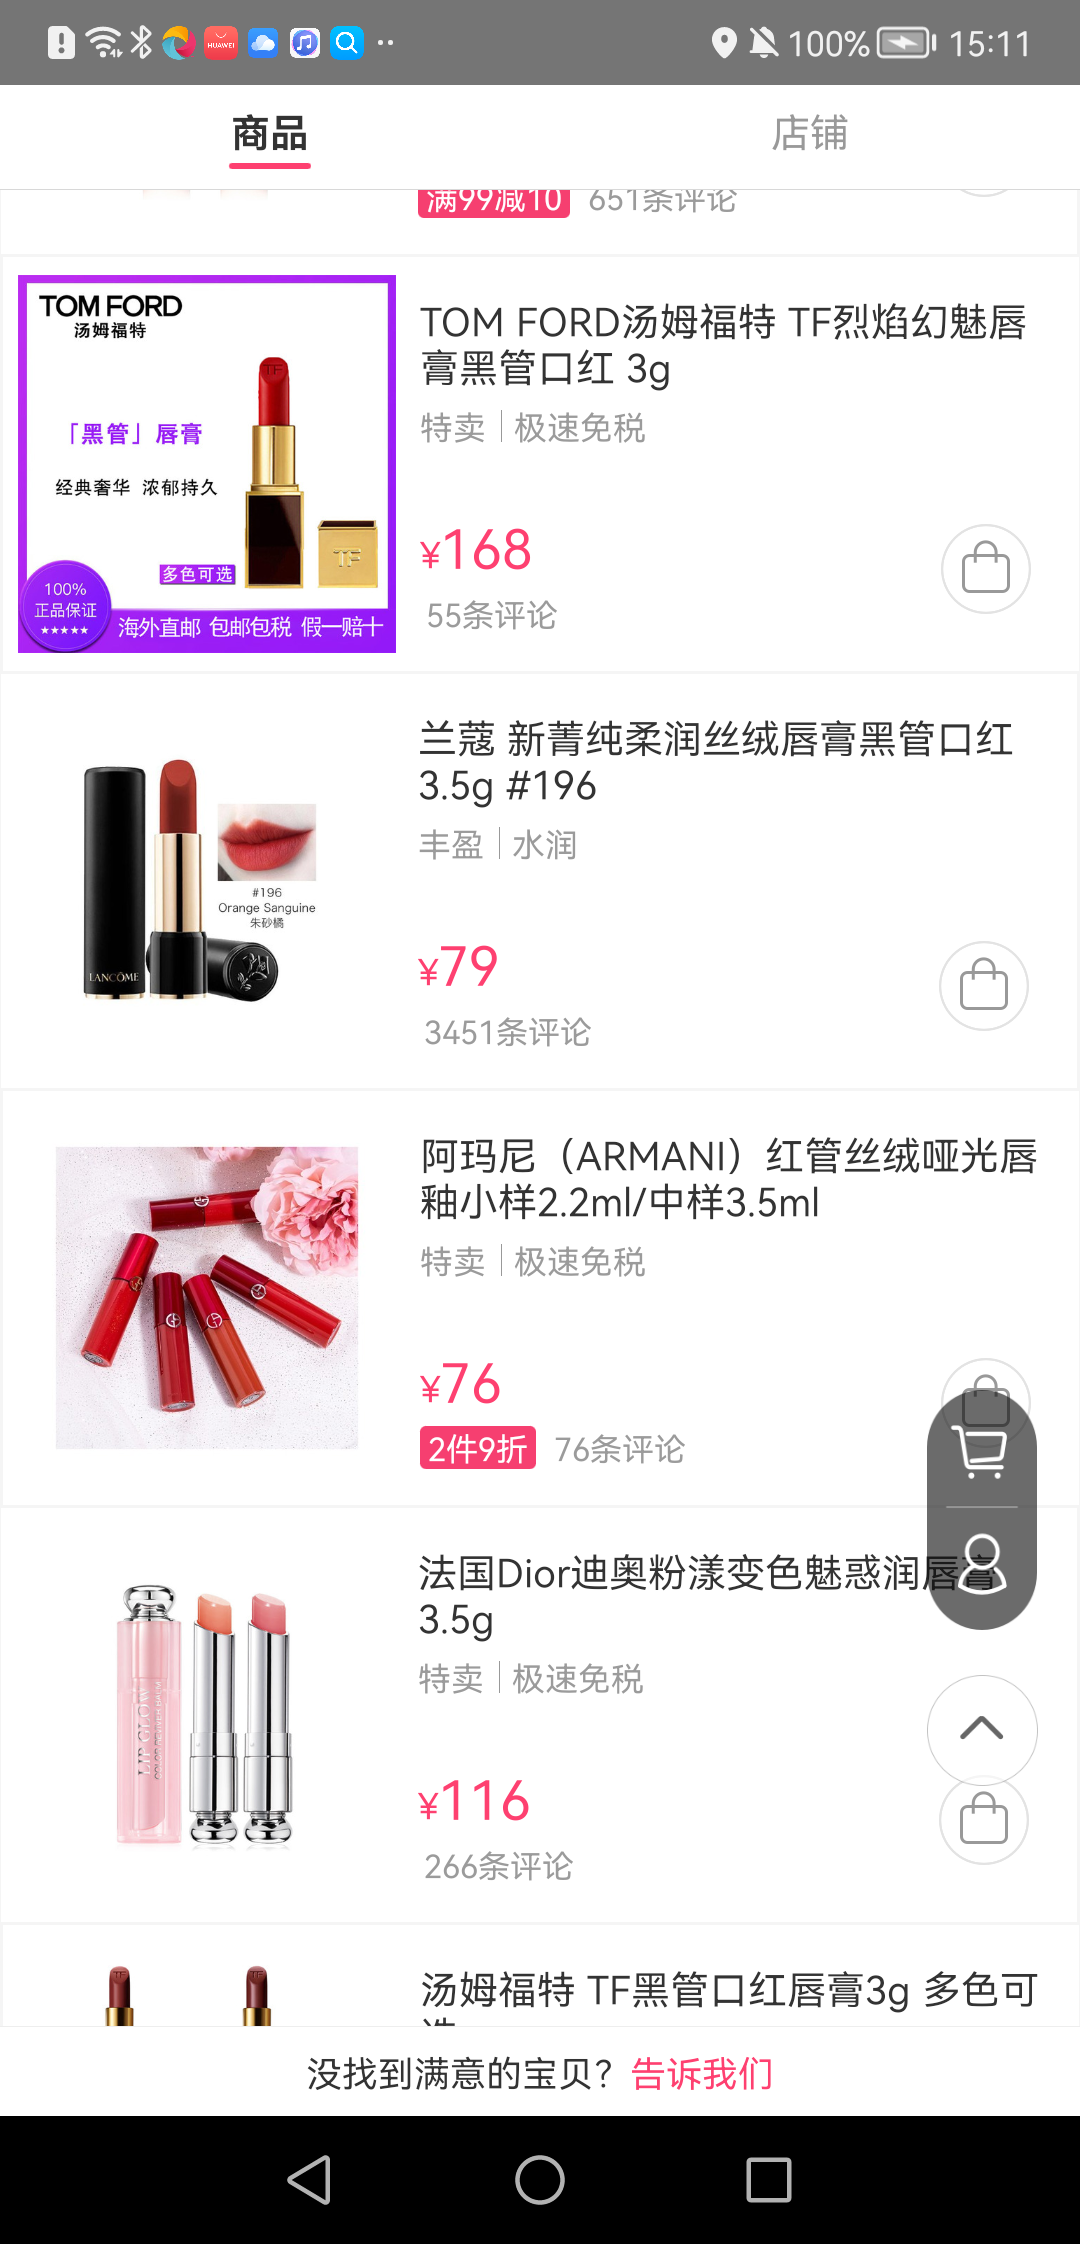 HUAWEI
100% 15:11
商品 店铺
满99减10 651条评论
TOM FORD
汤姆福特
「黑管」唇膏
经典奢华 浓郁持久
TF
TF
多色可选
100%
正品保证
★★★★★
海外直邮 包邮包税 假一赔十
TOM FORD汤姆福特 TF烈焰幻魅唇
膏黑管口红 3g
特卖 极速免税
¥168
55条评论
LANCÔME
#196
Orange Sanguine
朱砂橘
兰蔻 新菁纯柔润丝绒唇膏黑管口红
3.5g #196
丰盈 水润
¥79
3451条评论
阿玛尼（ARMANI）红管丝绒哑光唇
釉小样2.2ml/中样3.5ml
特卖 极速免税
¥76
2件9折 76条评论
LIP GLOW
COLOR REVIVER BALM
法国Dior迪奥粉漾变色魅惑润唇膏
3.5g
特卖 极速免税
¥116
266条评论
TF
TF
汤姆福特 TF黑管口红唇膏3g 多色可
没找到满意的宝贝？告诉我们